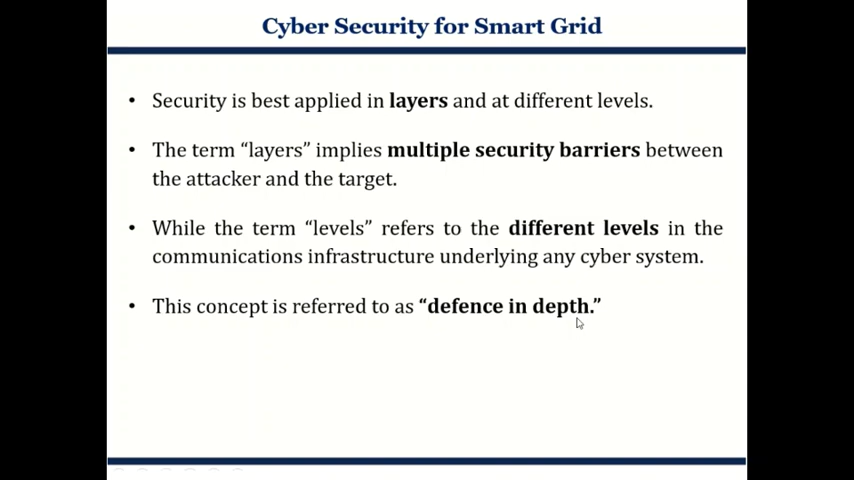 Cyber Security for Smart Grid
• Security is best applied in layers and at different levels.
• The term “layers” implies multiple security barriers between
the attacker and the target.
• While the term “levels” refers to the different levels in the
communications infrastructure underlying any cyber system.
• This concept is referred to as “defence in depth.”